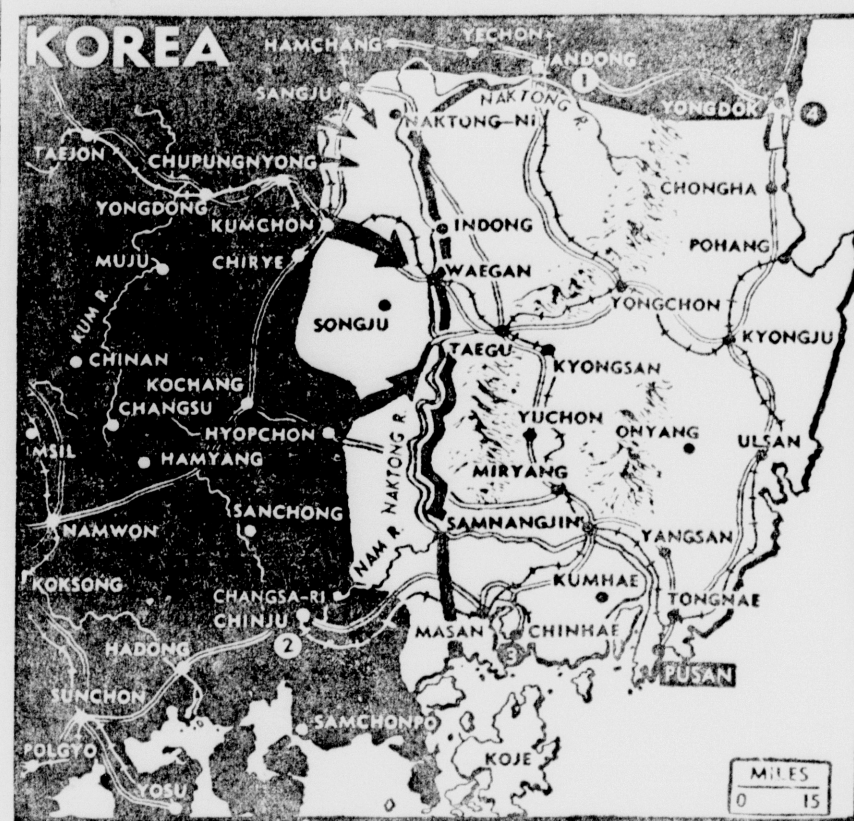 KOREA
HAMCHANG
YECHON
ANDONG
1
SANGJU
NAKTONG R.
YONGDOK
4
NAKTONG-NI
TAEJON
CHUPUNGNYONG
YONGDONG
CHONGHA
KUMCHON
INDONG
POHANG
MUJU
CHIRYE
WAEGAN
YONGCHON
KUM R.
SONGJU
TAEGU
KYONGJU
CHINAN
KYONGSAN
KOCHANG
CHANGSU
HYOPCHON
YUCHON
ONYANG
ULSAN
IMSIL
HAMYANG
NAKTONG R.
MIRYANG
SANCHONG
NAMWON
SAMNANGJIN
YANGSAN
NAM R.
KOKSONG
CHANGSA-RI
KUMHAE
TONGNAE
CHINJU
2
MASAN
CHINHAE
3
HADONG
PUSAN
SUNCHON
SAMCHONPO
POLGYO
KOJE
YOSU
MILES
0 15